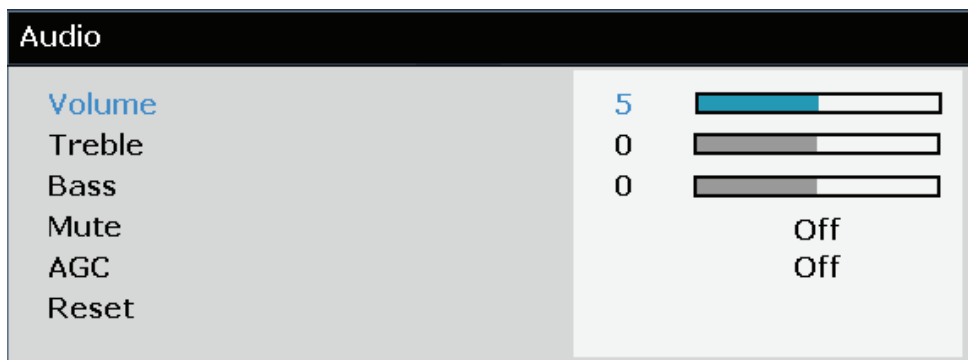 Audio
Volume 5
Treble 0
Bass 0
Mute Off
AGC Off
Reset